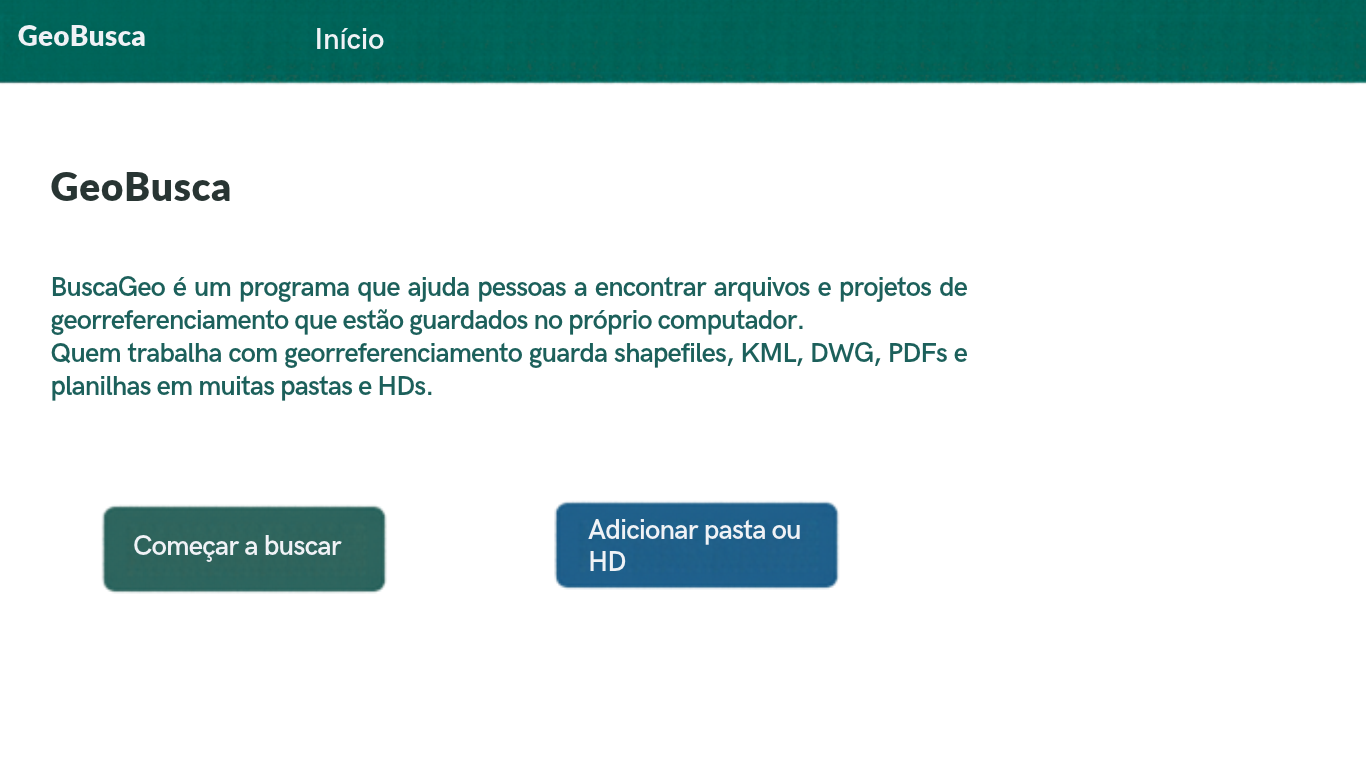 GeoBusca
Início
GeoBusca
BuscaGeo é um programa que ajuda pessoas a encontrar arquivos e projetos de
georreferenciamento que estão guardados no próprio computador.
Quem trabalha com georreferenciamento guarda shapefiles, KML, DWG, PDFs e
planilhas em muitas pastas e HDs.
Começar a buscar
Adicionar pasta ou
HD